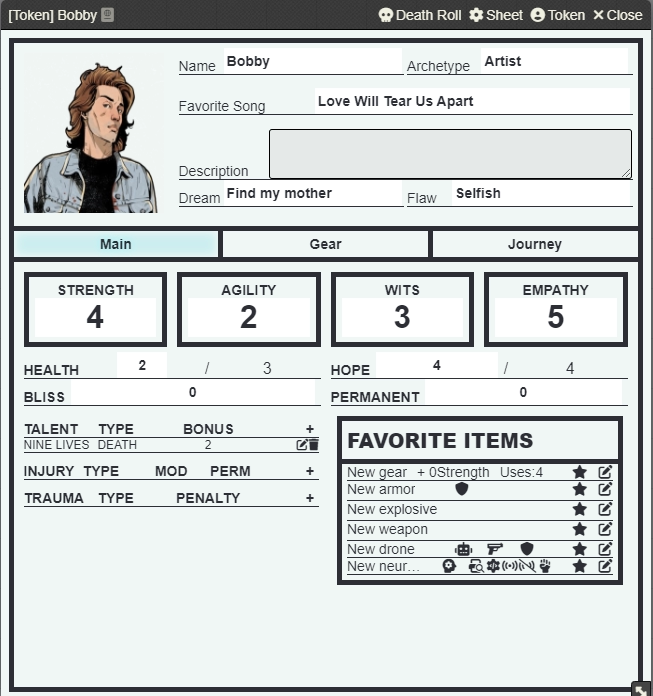 [Token] Bobby Death Roll Sheet Token Close
Name Bobby Archetype Artist
Favorite Song Love Will Tear Us Apart
Description
Dream Find my mother Flaw Selfish
Main Gear Journey
STRENGTH AGILITY WITS EMPATHY
4 2 3 5
HEALTH 2 / 3 HOPE 4 / 4
BLISS 0 PERMANENT 0
TALENT TYPE BONUS +
NINE LIVES DEATH 2
INJURY TYPE MOD PERM +
TRAUMA TYPE PENALTY +
FAVORITE ITEMS
New gear + 0Strength Uses:4
New armor
New explosive
New weapon
New drone
New neur...